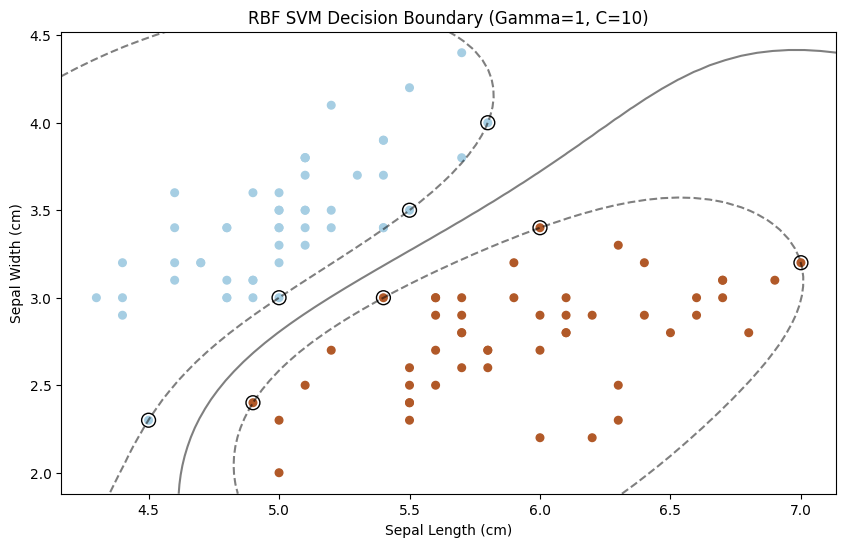 RBF SVM Decision Boundary (Gamma=1, C=10)
4.5
4.0
3.5
3.0
2.5
2.0
Sepal Width (cm)
4.5 5.0 5.5 6.0 6.5 7.0
Sepal Length (cm)